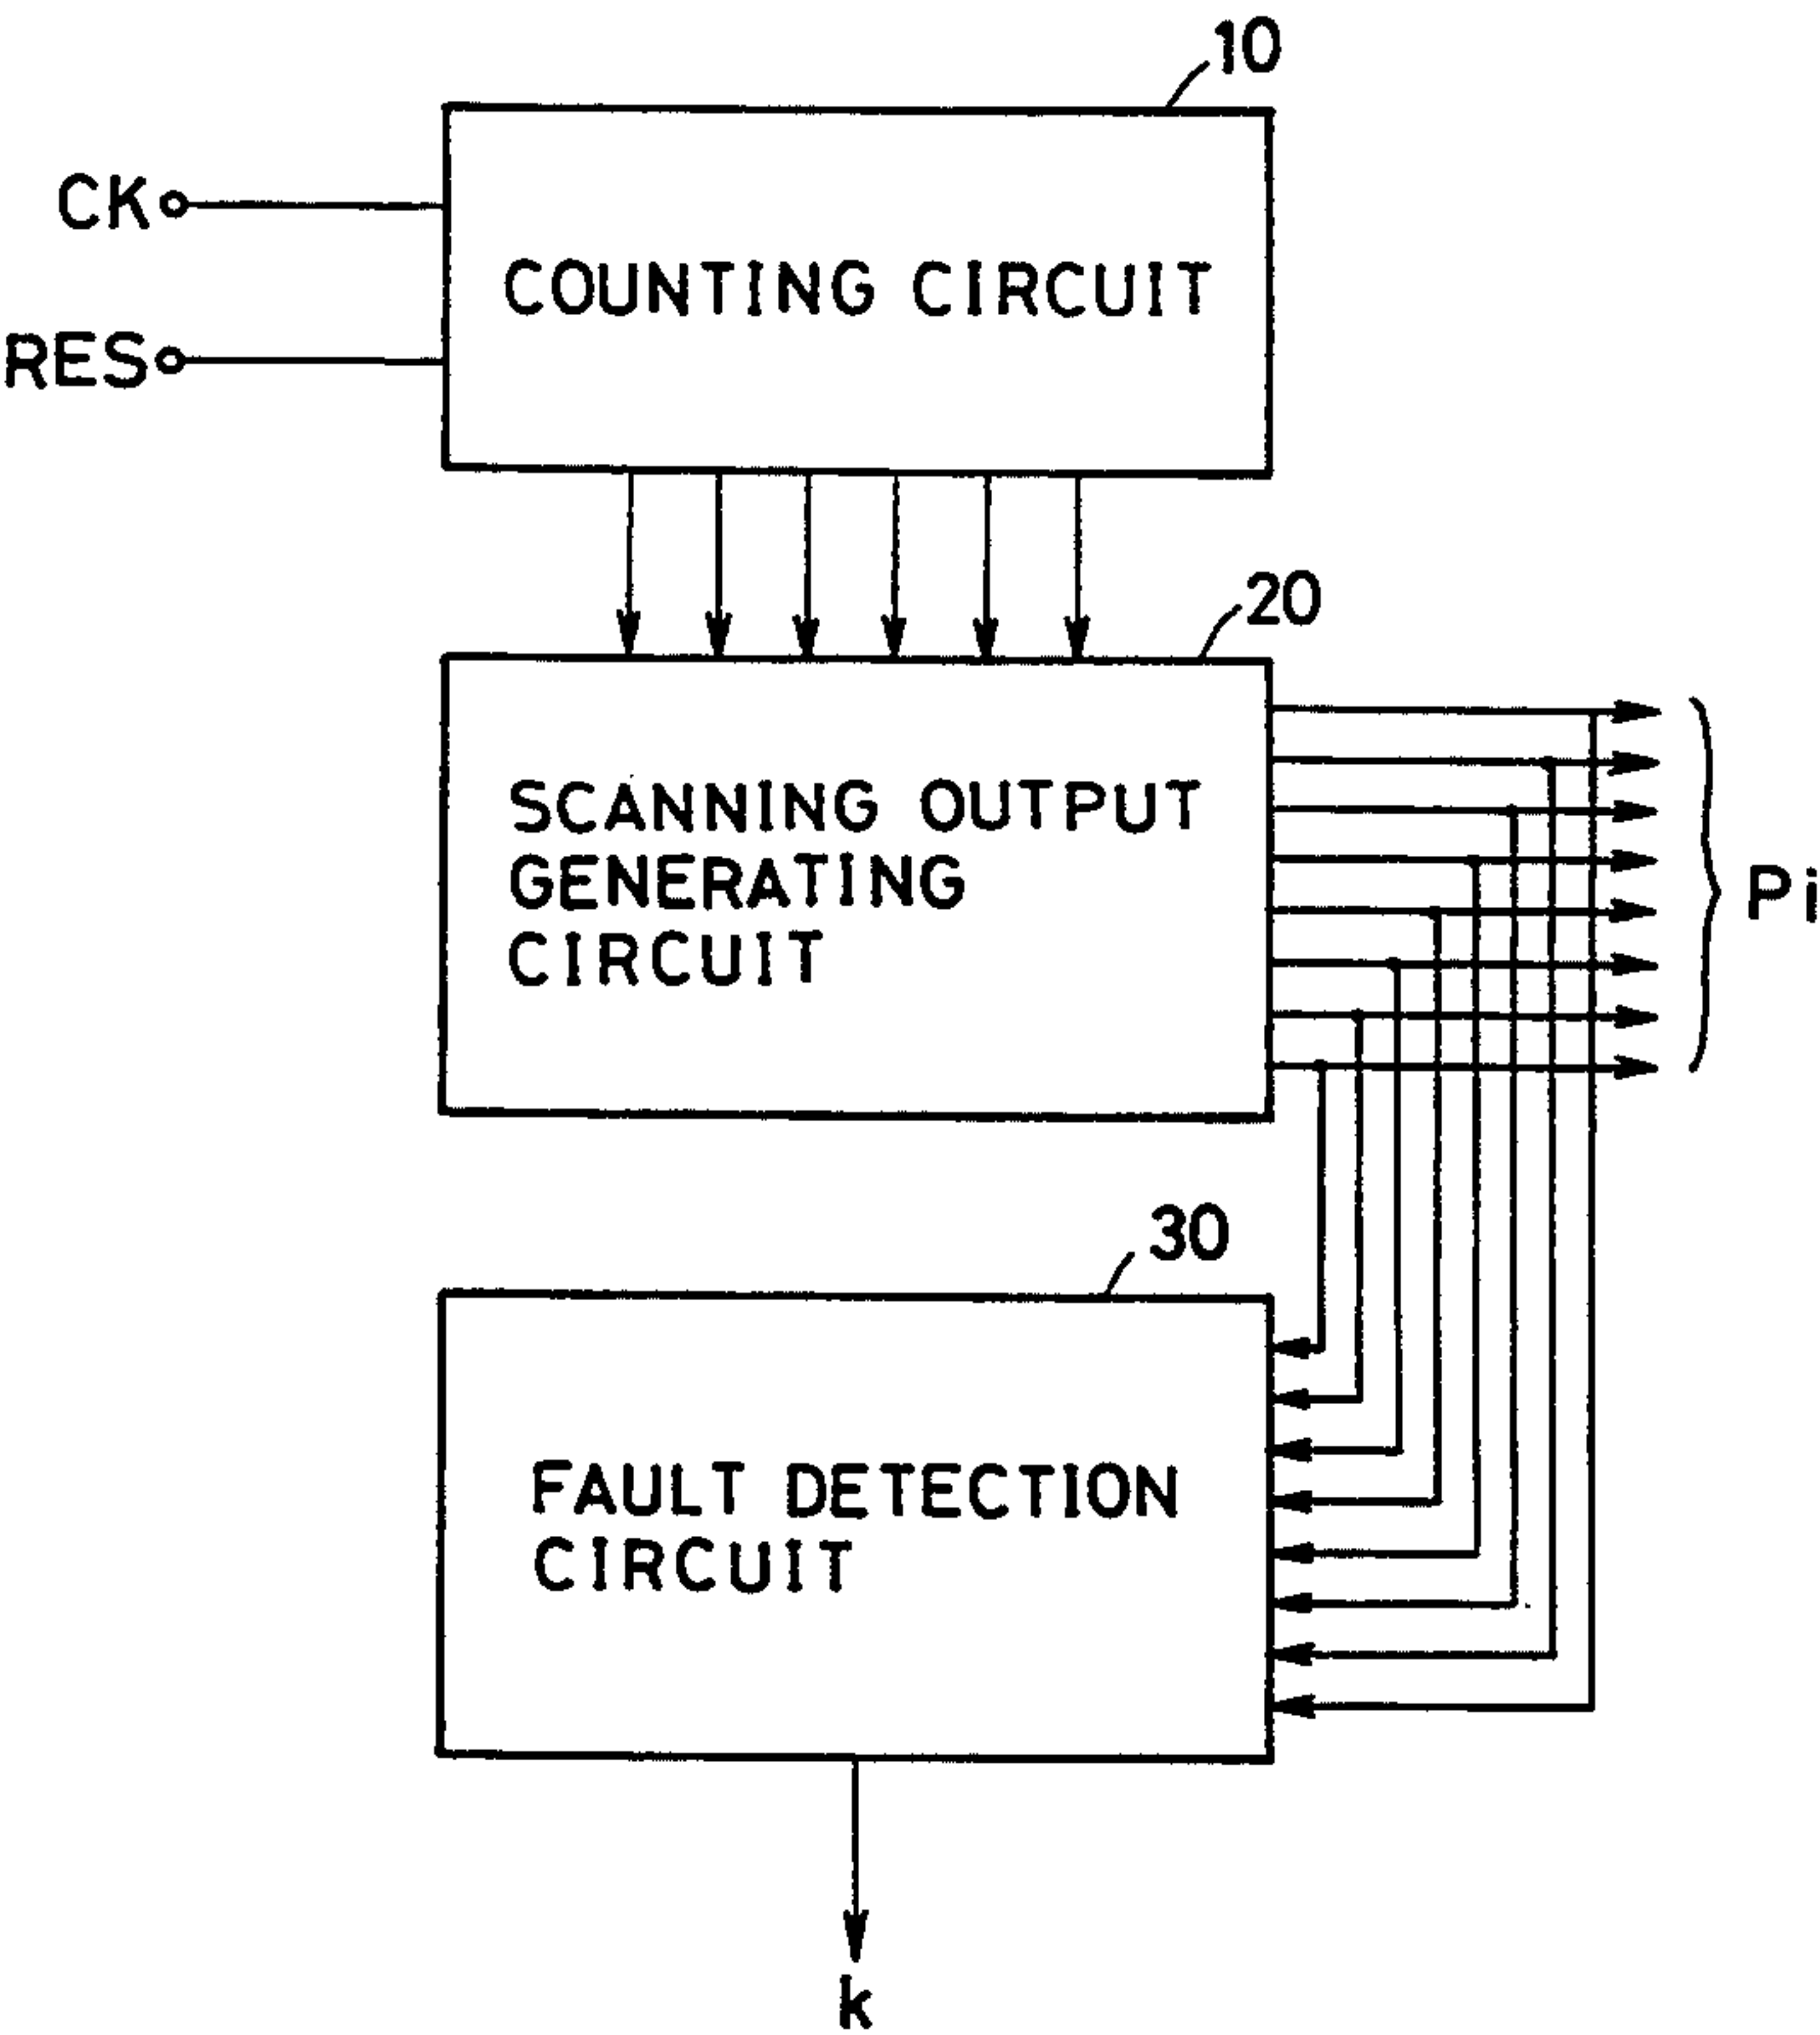 10
CK
COUNTING CIRCUIT
RES
20
SCANNING OUTPUT
GENERATING
CIRCUIT
Pi
30
FAULT DETECTION
CIRCUIT
k